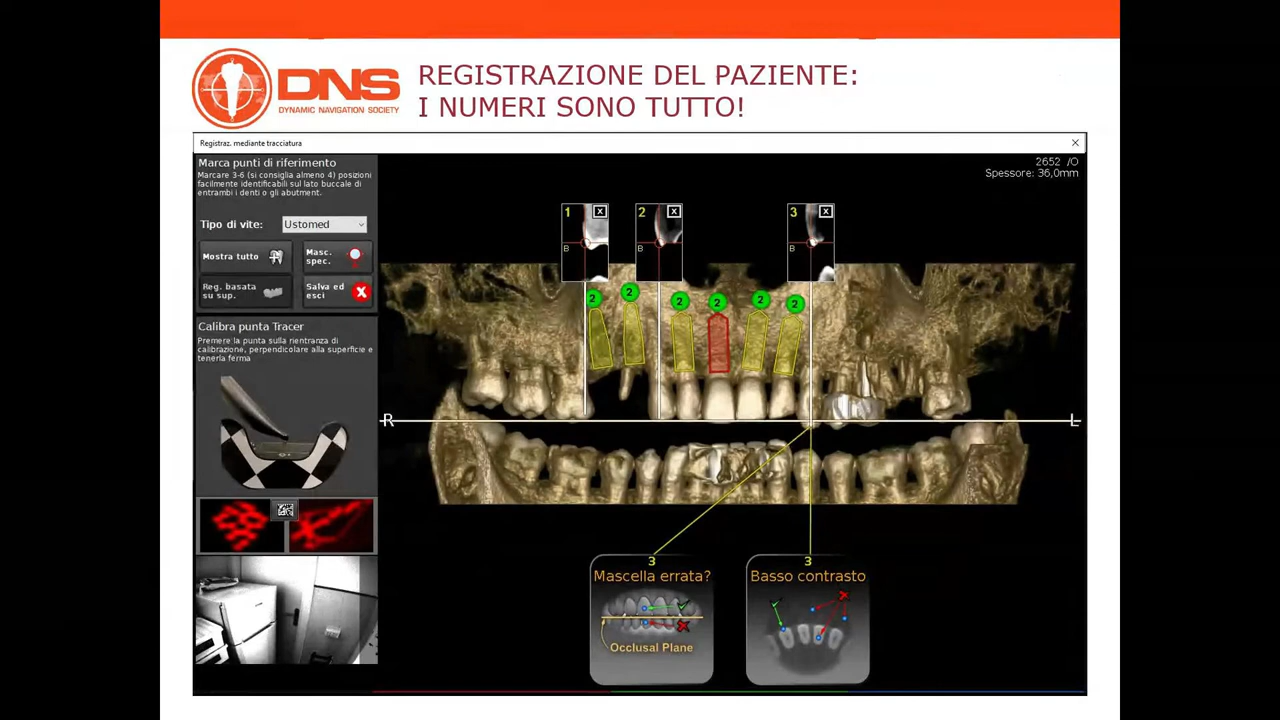 DNS
DYNAMIC NAVIGATION SOCIETY
REGISTRAZIONE DEL PAZIENTE:
I NUMERI SONO TUTTO!
Registraz. mediante tracciatura
Marca punti di riferimento
Marcare 3-6 (si consiglia almeno 4) posizioni
facilmente identificabili sul lato buccale di
entrambi i denti o gli abutment.
Tipo di vite: Ustomed
Mostra tutto
Masc.
spec.
Reg. basata
su sup.
Salva ed
esci
Calibra punta Tracer
Premere la punta sulla rientranza di
calibrazione, perpendicolare alla superficie e
tenerla ferma
2652 /O
Spessore: 36,0mm
1 X
B
2 X
B
3 X
B
2 2 2 2 2 2
R L
3
Mascella errata?
Occlusal Plane
3
Basso contrasto